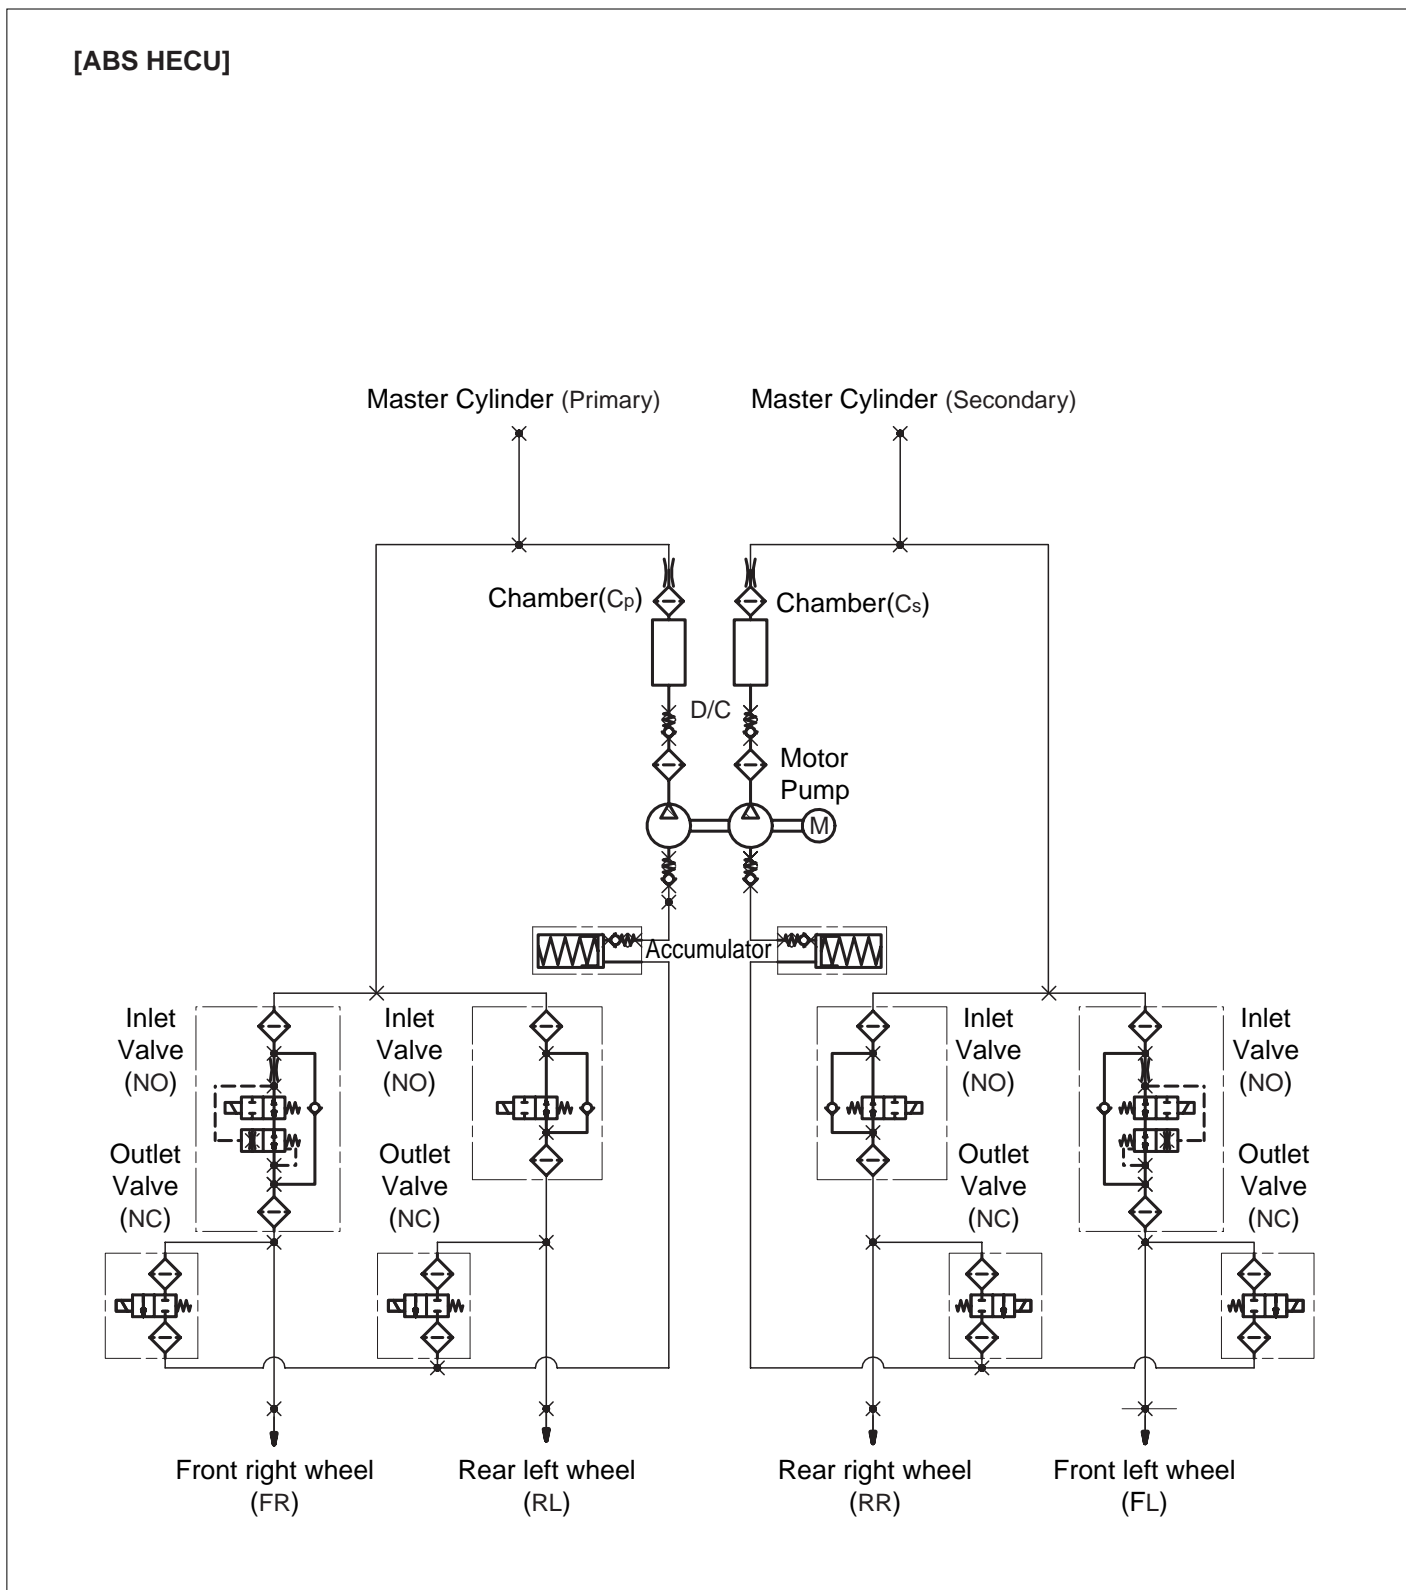 [ABS HECU]
Master Cylinder (Primary)
Master Cylinder (Secondary)
Chamber(Cp)
Chamber(Cs)
D/C
Motor
Pump
M
Accumulator
Inlet
Valve
(NO)
Inlet
Valve
(NO)
Inlet
Valve
(NO)
Inlet
Valve
(NO)
Outlet
Valve
(NC)
Outlet
Valve
(NC)
Outlet
Valve
(NC)
Outlet
Valve
(NC)
Front right wheel
(FR)
Rear left wheel
(RL)
Rear right wheel
(RR)
Front left wheel
(FL)